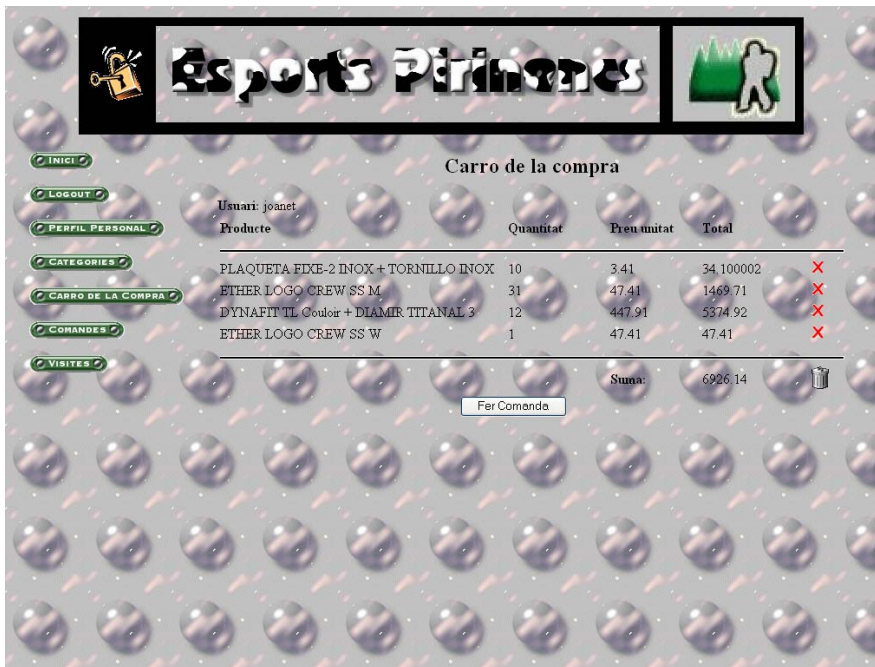 Esports Pirinencs
Carro de la compra
INICI
LOGOUT
PERFIL PERSONAL
CATEGORIES
CARRO DE LA COMPRA
COMANDES
VISITES
Usuari: joanet
Producte Quantitat Preu unitat Total
PLAQUETA FIXE-2 INOX + TORNILLO INOX 10 3.41 34.100002
ETHER LOGO CREW SS M 31 47.41 1469.71
DYNAFIT TL Couloir + DIAMIR TITANAL 3 12 447.91 5374.92
ETHER LOGO CREW SS W 1 47.41 47.41
Suma: 6926.14
Fer Comanda